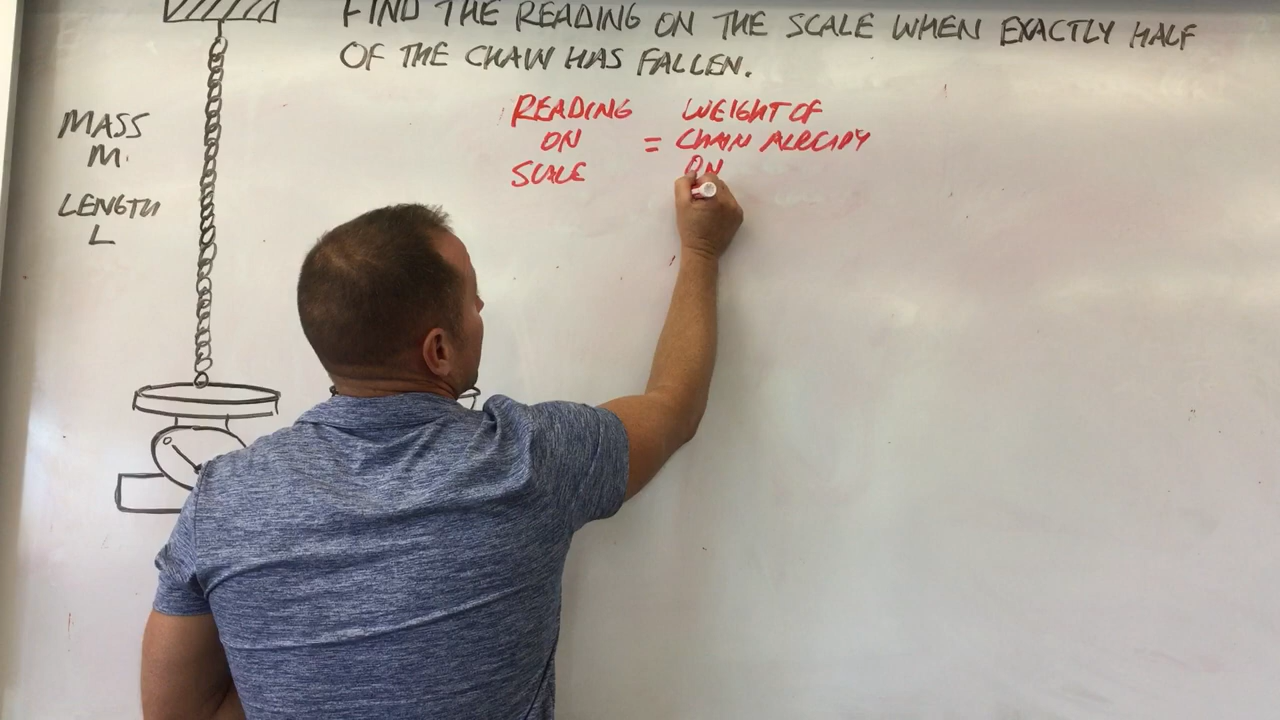 FIND THE READING ON THE SCALE WHEN EXACTLY HALF
OF THE CHAIN HAS FALLEN.
MASS
M
LENGTH
L
READING
ON
SCALE
=
WEIGHT OF
CHAIN ALREADY
ON